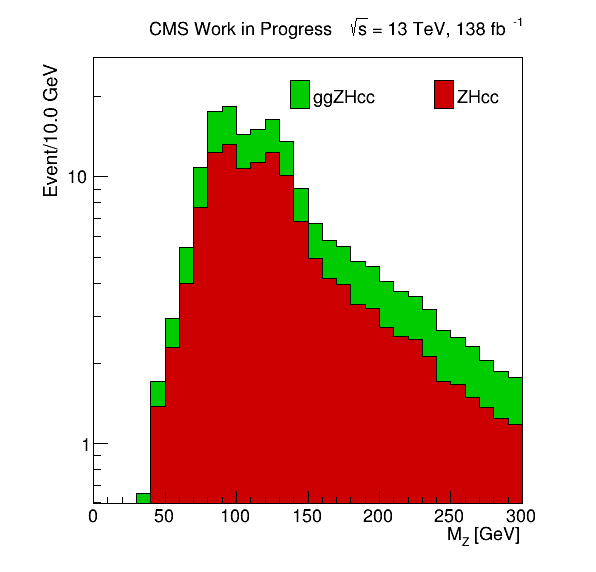 CMS Work in Progress √s = 13 TeV, 138 fb -1
Event/10.0 GeV
ggZHcc ZHcc
10
1
0 50 100 150 200 250 300
M_Z [GeV]